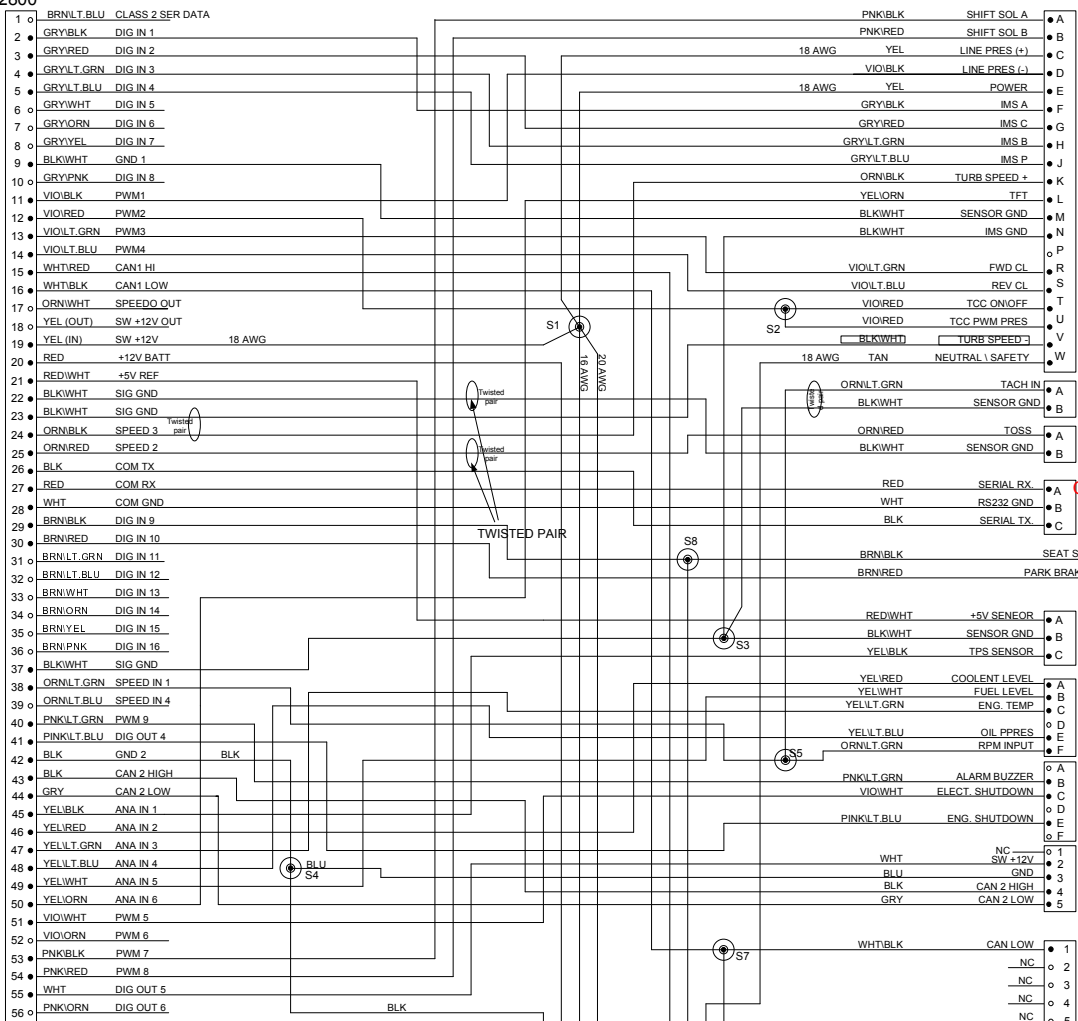 2800
1 BRN\LT.BLU CLASS 2 SER DATA
2 GRY\BLK DIG IN 1
3 GRY\RED DIG IN 2
4 GRY\LT.GRN DIG IN 3
5 GRY\LT.BLU DIG IN 4
6 GRY\WHT DIG IN 5
7 GRY\ORN DIG IN 6
8 GRY\YEL DIG IN 7
9 BLK\WHT GND 1
10 GRY\PNK DIG IN 8
11 VIO\BLK PWM1
12 VIO\RED PWM2
13 VIO\LT.GRN PWM3
14 VIO\LT.BLU PWM4
15 WHT\RED CAN1 HI
16 WHT\BLK CAN1 LOW
17 ORN\WHT SPEEDO OUT
18 YEL (OUT) SW +12V OUT
19 YEL (IN) SW +12V 18 AWG
20 RED +12V BATT
21 RED\WHT +5V REF
22 BLK\WHT SIG GND
23 BLK\WHT SIG GND
24 ORN\BLK SPEED 3
25 ORN\RED SPEED 2
26 BLK COM TX
27 RED COM RX
28 WHT COM GND
29 BRN\BLK DIG IN 9
30 BRN\RED DIG IN 10
31 BRN\LT.GRN DIG IN 11
32 BRN\LT.BLU DIG IN 12
33 BRN\WHT DIG IN 13
34 BRN\ORN DIG IN 14
35 BRN\YEL DIG IN 15
36 BRN\PNK DIG IN 16
37 BLK\WHT SIG GND
38 ORN\LT.GRN SPEED IN 1
39 ORN\LT.BLU SPEED IN 4
40 PNK\LT.GRN PWM 9
41 PINK\LT.BLU DIG OUT 4
42 BLK GND 2 BLK
43 BLK CAN 2 HIGH
44 GRY CAN 2 LOW
45 YEL\BLK ANA IN 1
46 YEL\RED ANA IN 2
47 YEL\LT.GRN ANA IN 3
48 YEL\LT.BLU ANA IN 4
49 YEL\WHT ANA IN 5
50 YEL\ORN ANA IN 6
51 VIO\WHT PWM 5
52 VIO\ORN PWM 6
53 PNK\BLK PWM 7
54 PNK\RED PWM 8
55 WHT DIG OUT 5
56 PNK\ORN DIG OUT 6 BLK
Twisted
pair
Twisted
pair
Twisted
pair
TWISTED PAIR
S1
16 AWG
20 AWG
S2
S8
S3
S5
BLU
S4
S7
PNK\BLK SHIFT SOL A A
PNK\RED SHIFT SOL B B
18 AWG YEL LINE PRES (+) C
VIO\BLK LINE PRES (-) D
18 AWG YEL POWER E
GRY\BLK IMS A F
GRY\RED IMS C G
GRY\LT.GRN IMS B H
GRY\LT.BLU IMS P J
ORN\BLK TURB SPEED + K
YEL\ORN TFT L
BLK\WHT SENSOR GND M
BLK\WHT IMS GND N
P
VIO\LT.GRN FWD CL R
VIO\LT.BLU REV CL S
VIO\RED TCC ON\OFF T
VIO\RED TCC PWM PRES U
BLK\WHT TURB SPEED - V
18 AWG TAN NEUTRAL \ SAFETY W
ORN\LT.GRN TACH IN A
BLK\WHT SENSOR GND B
ORN\RED TOSS A
BLK\WHT SENSOR GND B
RED SERIAL RX. A
WHT RS232 GND B
BLK SERIAL TX. C
BRN\BLK SEAT S
BRN\RED PARK BRAK
RED\WHT +5V SENEOR A
BLK\WHT SENSOR GND B
YEL\BLK TPS SENSOR C
YEL\RED COOLENT LEVEL A
YEL\WHT FUEL LEVEL B
YEL\LT.GRN ENG. TEMP C
D
YEL\LT.BLU OIL PPRES E
ORN\LT.GRN RPM INPUT F
A
PNK\LT.GRN ALARM BUZZER B
VIO\WHT ELECT. SHUTDOWN C
D
PINK\LT.BLU ENG. SHUTDOWN E
F
NC 1
WHT SW +12V 2
BLU GND 3
BLK CAN 2 HIGH 4
GRY CAN 2 LOW 5
WHT\BLK CAN LOW 1
NC 2
NC 3
NC 4
NC 5